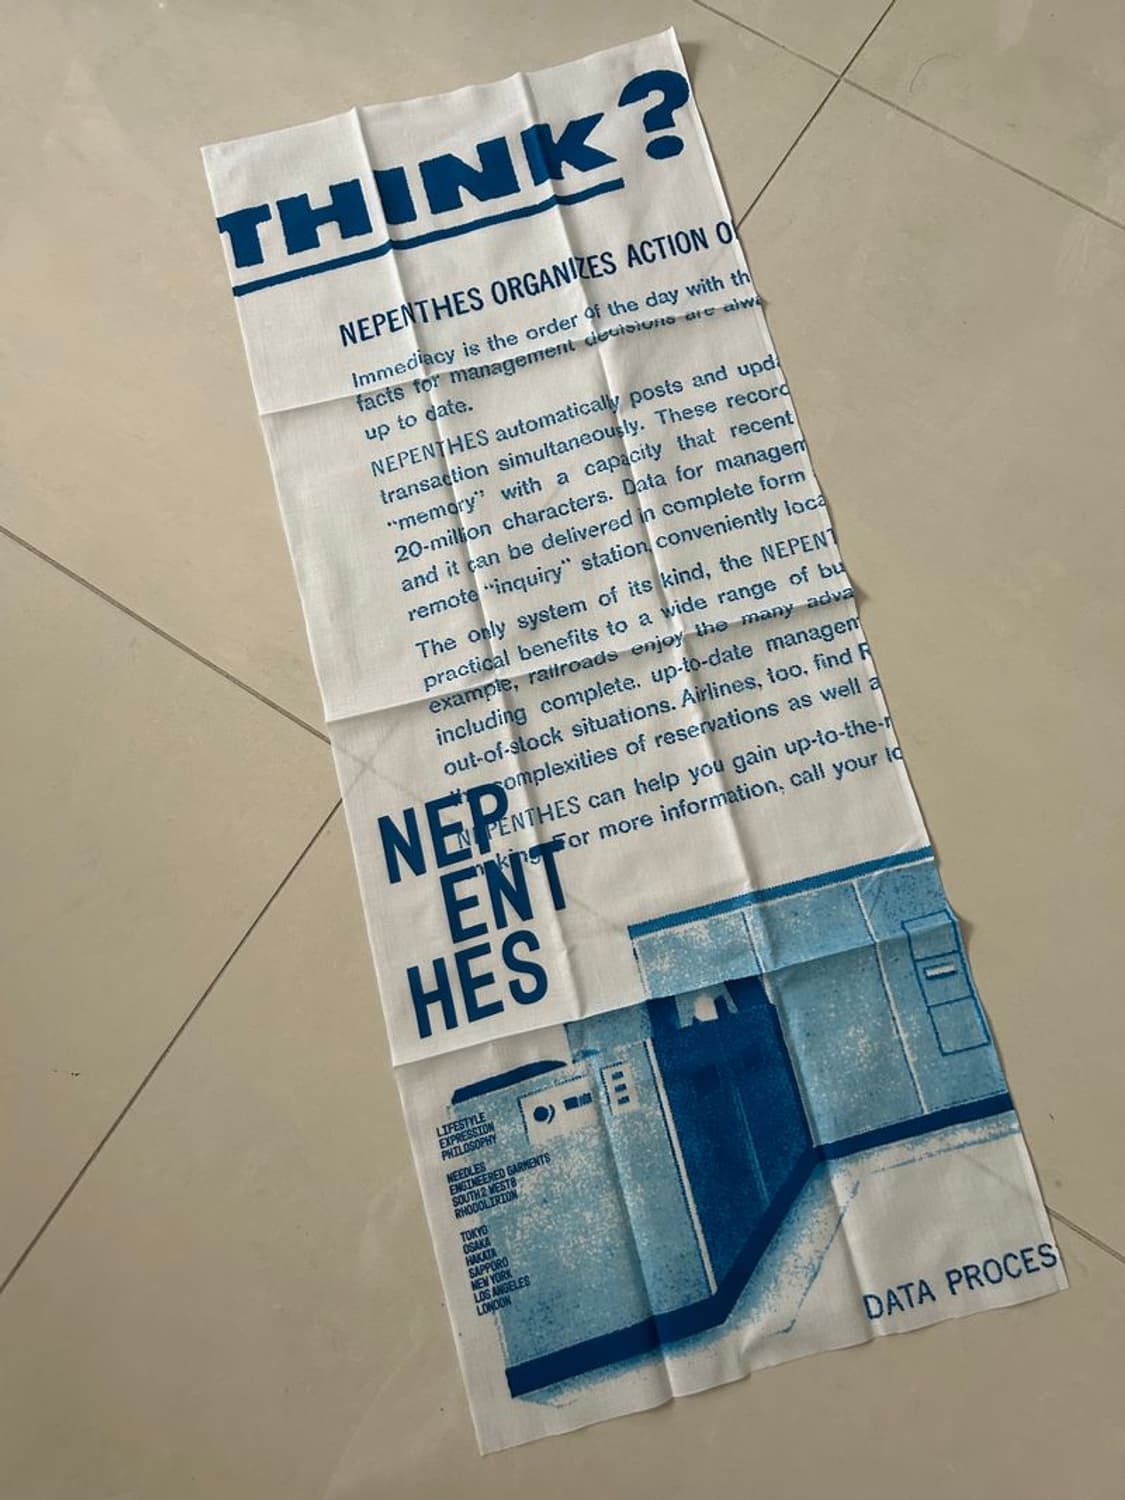 THINK?
NEPENTHES ORGANIZES ACTION O
Immediacy is the order of the day with th
facts for management decisions are alwa
up to date.
NEPENTHES automatically posts and upda
transaction simultaneously. These record
“memory” with a capacity that recent
20-million characters. Data for managem
and it can be delivered in complete form
remote “inquiry” station, conveniently loca
The only system of its kind, the NEPENT
practical benefits to a wide range of bu
example, railroads enjoy the many adva
including complete, up-to-date managem
out-of-stock situations. Airlines, too, find R
the complexities of reservations as well a
NEPENTHES can help you gain up-to-the-m
making. For more information, call your lo
NEP
ENT
HES
LIFESTYLE
EXPRESSION
PHILOSOPHY
NEEDLES
ENGINEERED GARMENTS
SOUTH2 WEST8
RHODOLIRION
TOKYO
OSAKA
HAKATA
SAPPORO
NEW YORK
LOS ANGELES
LONDON
DATA PROCES